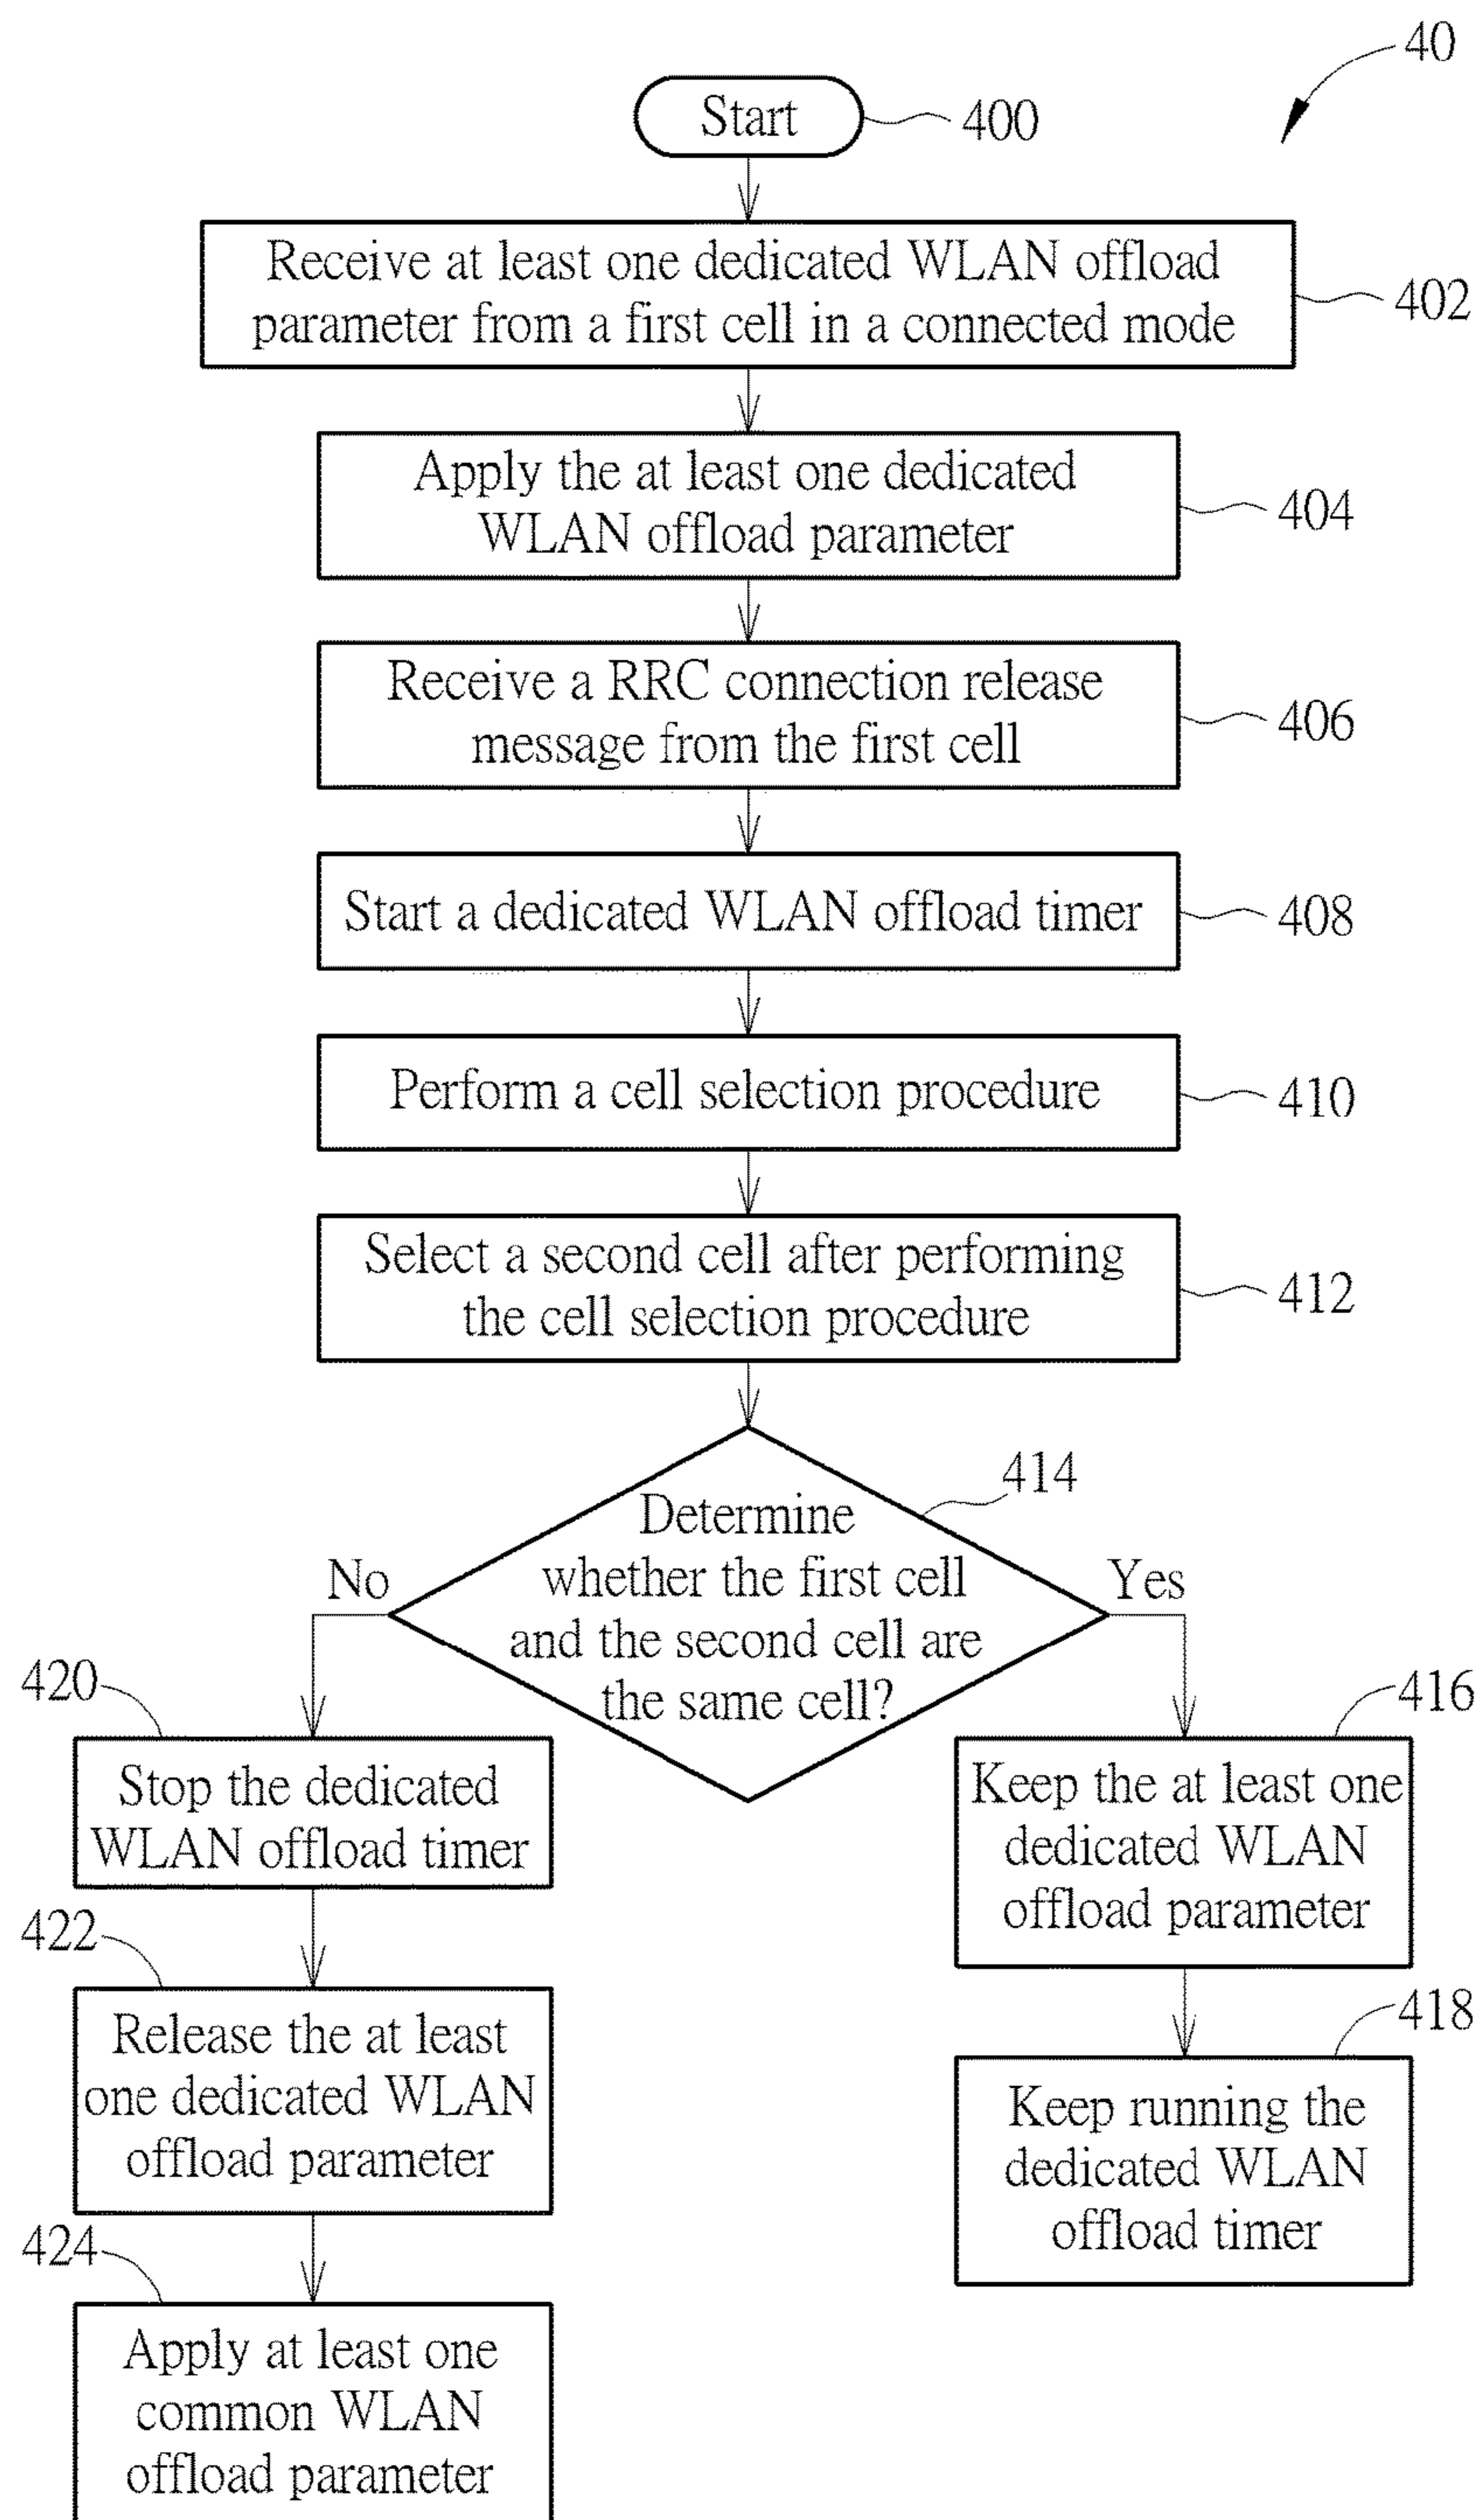 40
Start
400
Receive at least one dedicated WLAN offload
parameter from a first cell in a connected mode
402
Apply the at least one dedicated
WLAN offload parameter
404
Receive a RRC connection release
message from the first cell
406
Start a dedicated WLAN offload timer
408
Perform a cell selection procedure
410
Select a second cell after performing
the cell selection procedure
412
Determine
whether the first cell
and the second cell are
the same cell?
414
No
Yes
420
Stop the dedicated
WLAN offload timer
416
Keep the at least one
dedicated WLAN
offload parameter
422
Release the at least
one dedicated WLAN
offload parameter
418
Keep running the
dedicated WLAN
offload timer
424
Apply at least one
common WLAN
offload parameter